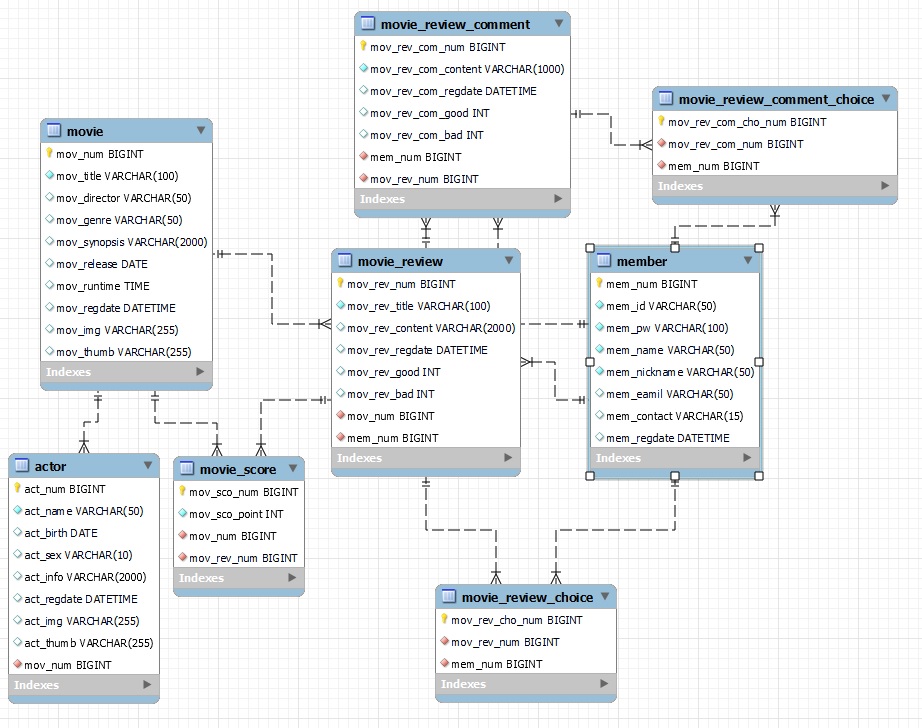 movie_review_comment
mov_rev_com_num BIGINT
mov_rev_com_content VARCHAR(1000)
mov_rev_com_regdate DATETIME
mov_rev_com_good INT
mov_rev_com_bad INT
mem_num BIGINT
mov_rev_num BIGINT
Indexes
movie_review_comment_choice
mov_rev_com_cho_num BIGINT
mov_rev_com_num BIGINT
mem_num BIGINT
Indexes
movie
mov_num BIGINT
mov_title VARCHAR(100)
mov_director VARCHAR(50)
mov_genre VARCHAR(50)
mov_synopsis VARCHAR(2000)
mov_release DATE
mov_runtime TIME
mov_regdate DATETIME
mov_img VARCHAR(255)
mov_thumb VARCHAR(255)
Indexes
movie_review
mov_rev_num BIGINT
mov_rev_title VARCHAR(100)
mov_rev_content VARCHAR(2000)
mov_rev_regdate DATETIME
mov_rev_good INT
mov_rev_bad INT
mov_num BIGINT
mem_num BIGINT
Indexes
member
mem_num BIGINT
mem_id VARCHAR(50)
mem_pw VARCHAR(100)
mem_name VARCHAR(50)
mem_nickname VARCHAR(50)
mem_eamil VARCHAR(50)
mem_contact VARCHAR(15)
mem_regdate DATETIME
Indexes
actor
act_num BIGINT
act_name VARCHAR(50)
act_birth DATE
act_sex VARCHAR(10)
act_info VARCHAR(2000)
act_regdate DATETIME
act_img VARCHAR(255)
act_thumb VARCHAR(255)
mov_num BIGINT
Indexes
movie_score
mov_sco_num BIGINT
mov_sco_point INT
mov_num BIGINT
mov_rev_num BIGINT
Indexes
movie_review_choice
mov_rev_cho_num BIGINT
mov_rev_num BIGINT
mem_num BIGINT
Indexes